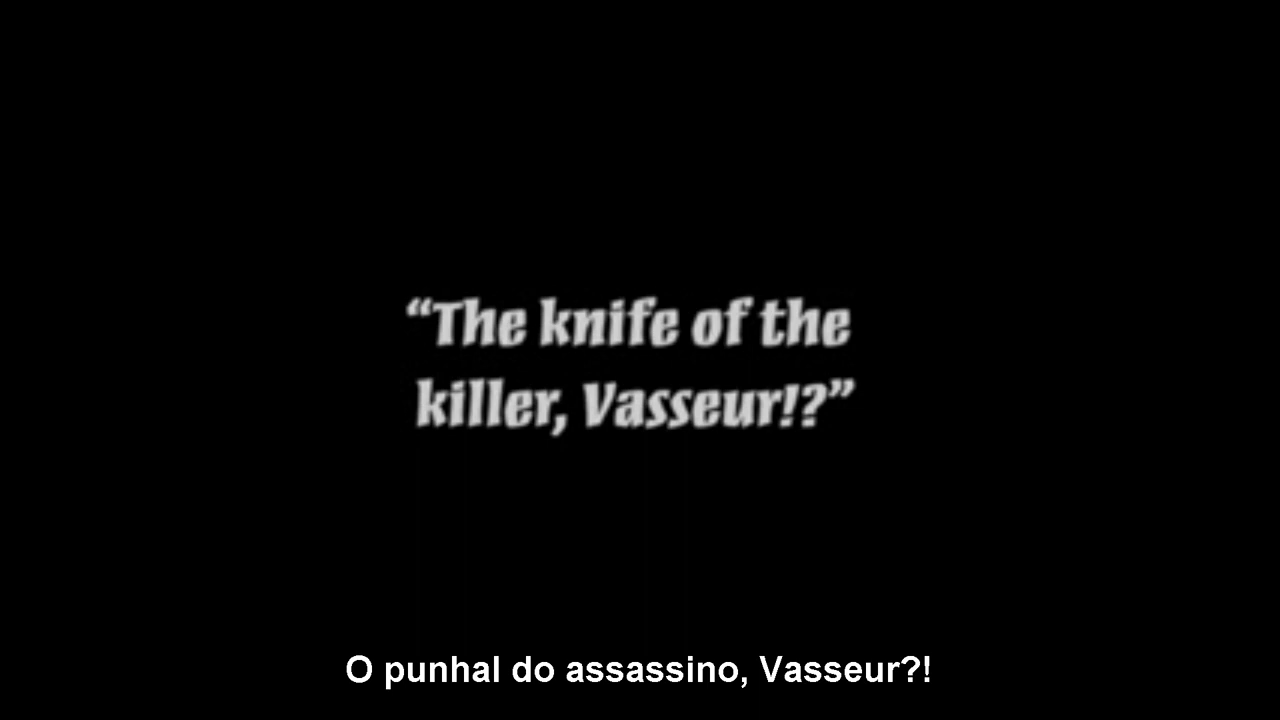 “The knife of the
killer, Vasseur!?”
O punhal do assassino, Vasseur?!